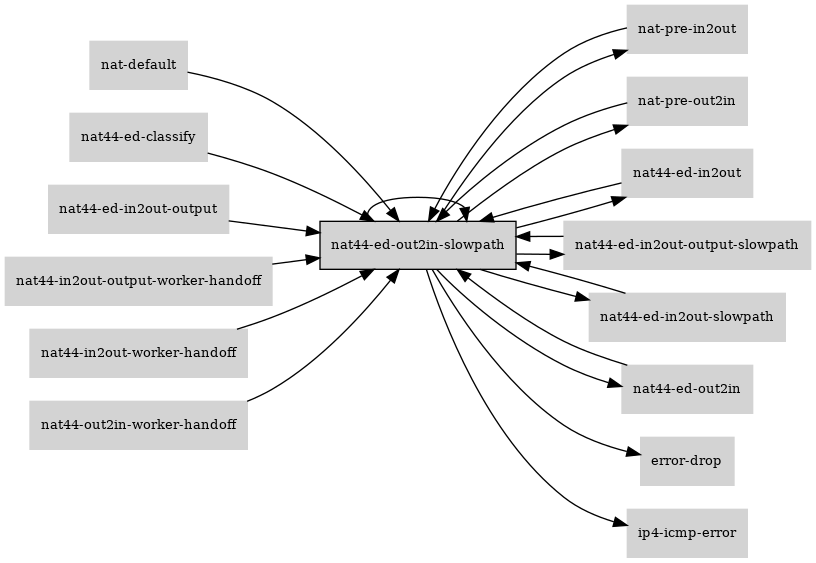 nat-default
nat44-ed-classify
nat44-ed-in2out-output
nat44-in2out-output-worker-handoff
nat44-in2out-worker-handoff
nat44-out2in-worker-handoff
nat44-ed-out2in-slowpath
nat-pre-in2out
nat-pre-out2in
nat44-ed-in2out
nat44-ed-in2out-output-slowpath
nat44-ed-in2out-slowpath
nat44-ed-out2in
error-drop
ip4-icmp-error